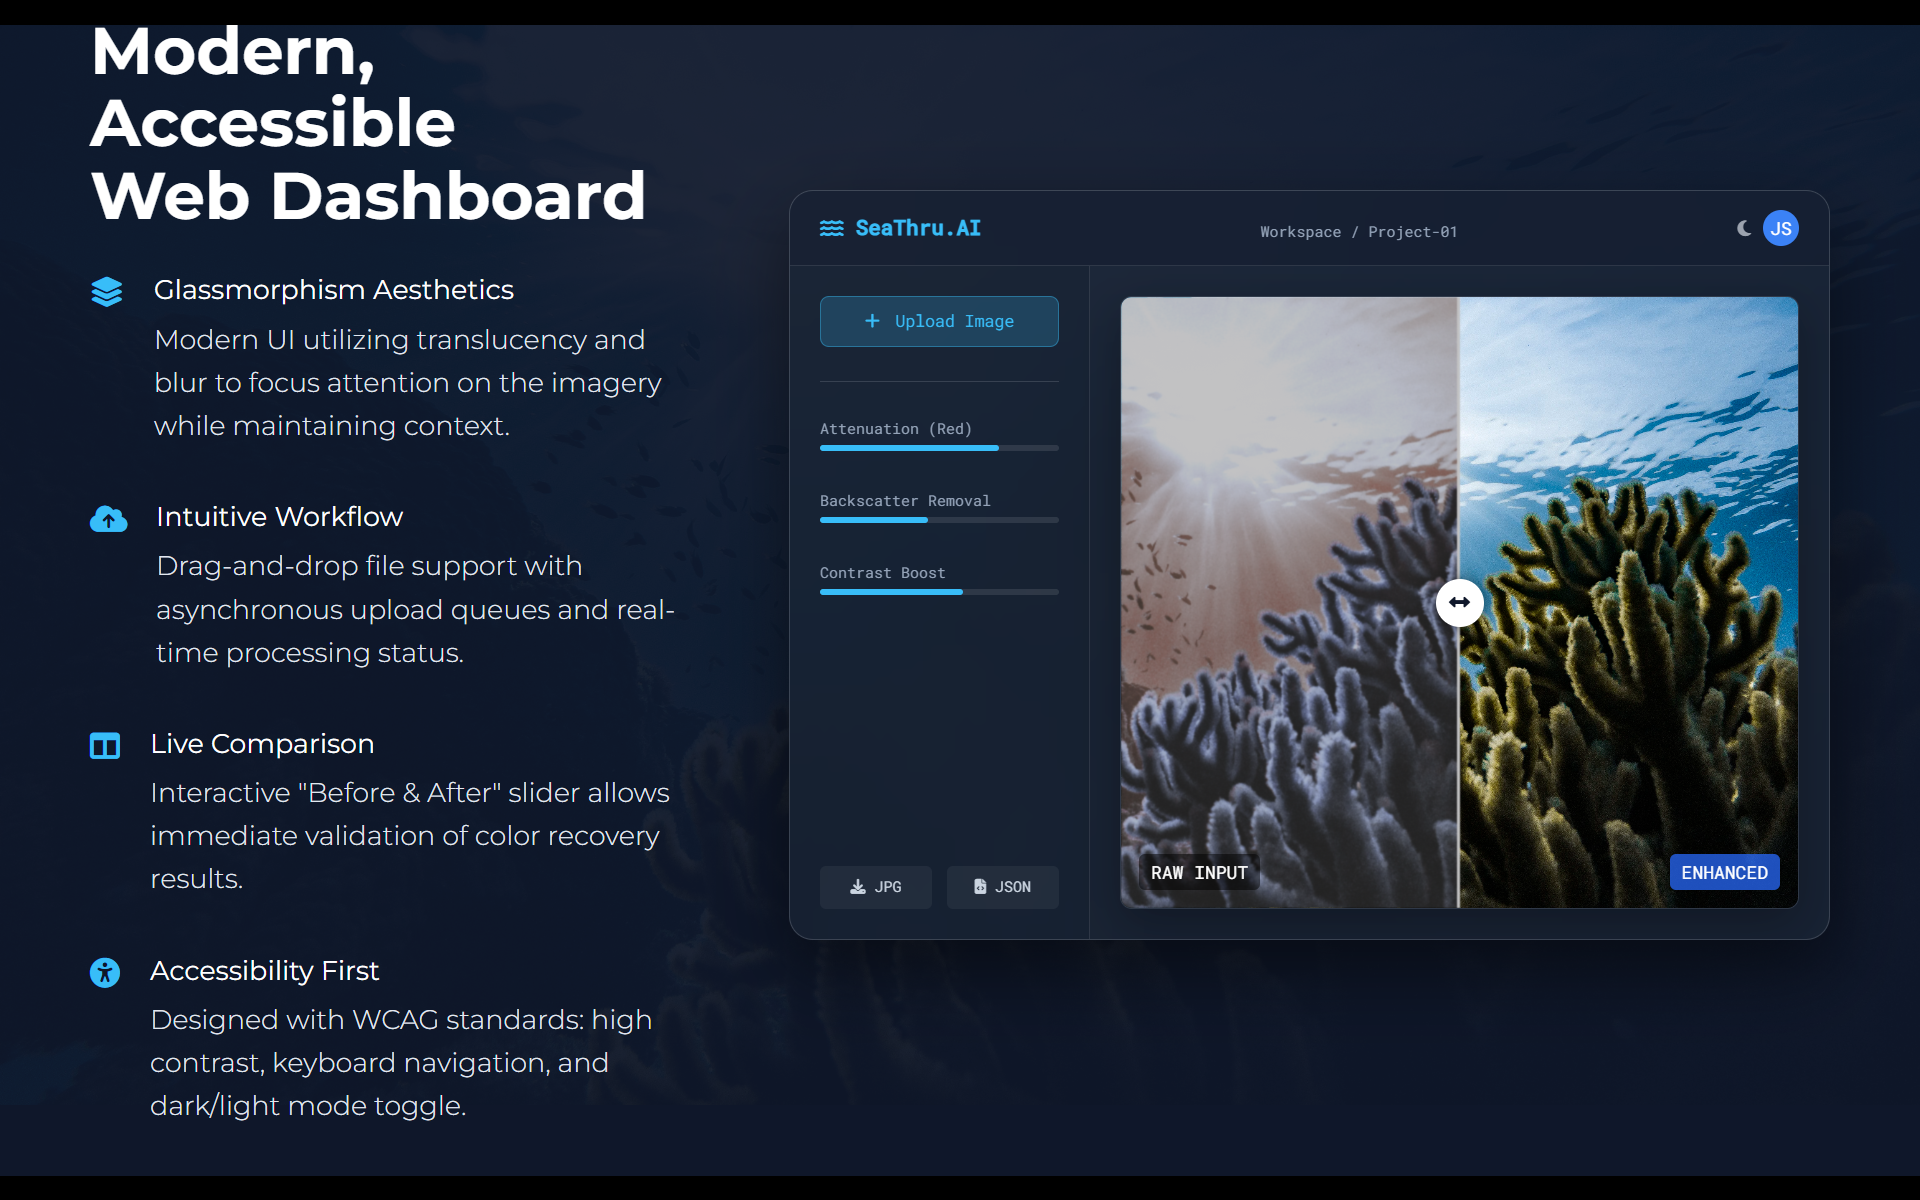 Modern,
Accessible
Web Dashboard
Glassmorphism Aesthetics
Modern UI utilizing translucency and
blur to focus attention on the imagery
while maintaining context.
Intuitive Workflow
Drag-and-drop file support with
asynchronous upload queues and real-
time processing status.
Live Comparison
Interactive "Before & After" slider allows
immediate validation of color recovery
results.
Accessibility First
Designed with WCAG standards: high
contrast, keyboard navigation, and
dark/light mode toggle.
SeaThru.AI
Workspace / Project-01
JS
+ Upload Image
Attenuation (Red)
Backscatter Removal
Contrast Boost
JPG
JSON
RAW INPUT
ENHANCED